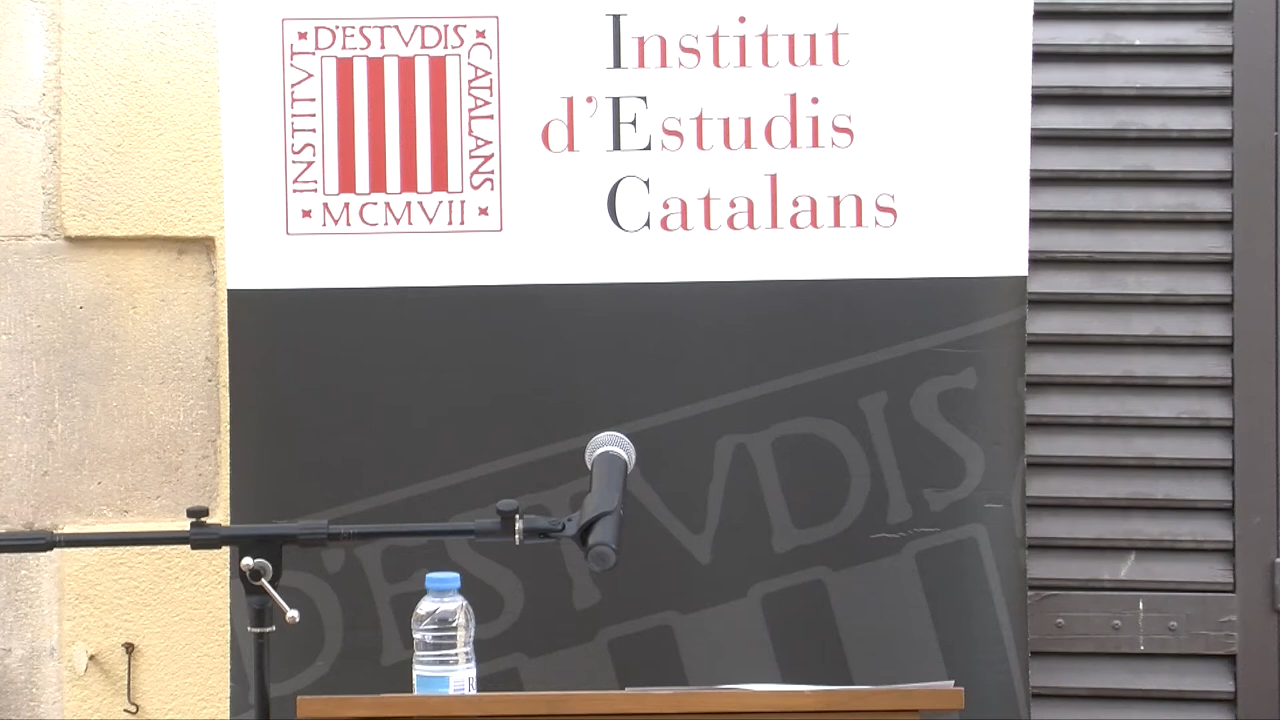 INSTITVT
D'ESTVDIS
CATALANS
MCMVII
Institut
d'Estudis
Catalans
D'ESTVDIS
R